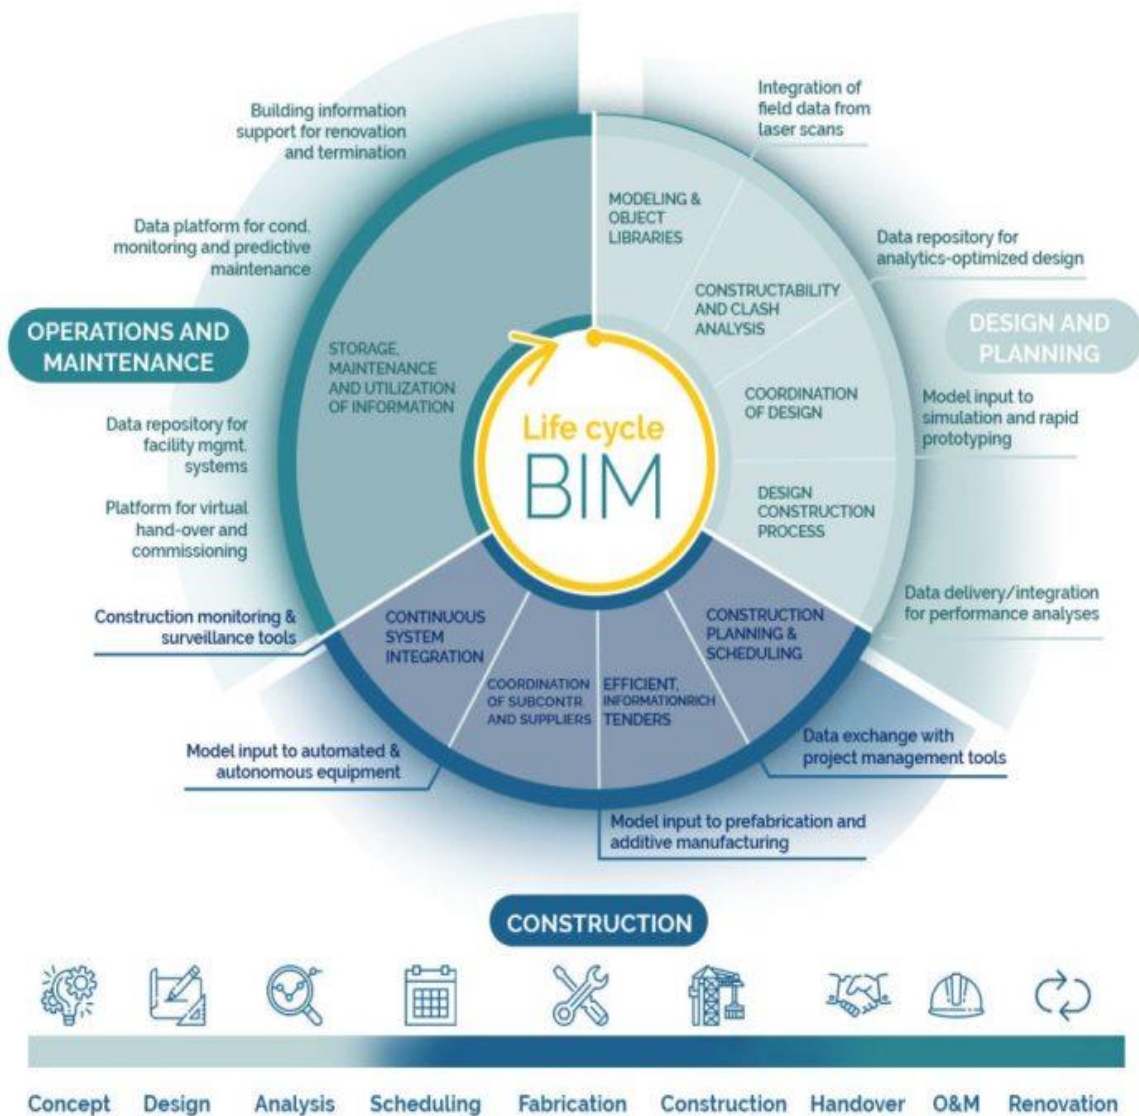 Building information
support for renovation
and termination
Integration of
field data from
laser scans
MODELING &
OBJECT
LIBRARIES
Data platform for cond.
monitoring and predictive
maintenance
Data repository for
analytics-optimized design
CONSTRUCTABILITY
AND CLASH
ANALYSIS
OPERATIONS AND
MAINTENANCE
DESIGN AND
PLANNING
STORAGE,
MAINTENANCE
AND UTILIZATION
OF INFORMATION
COORDINATION
OF DESIGN
Model input to
simulation and rapid
prototyping
Life cycle
BIM
Data repository for
facility mgmt.
systems
DESIGN
CONSTRUCTION
PROCESS
Platform for virtual
hand-over and
commissioning
Data delivery/integration
for performance analyses
Construction monitoring &
surveillance tools
CONTINUOUS
SYSTEM
INTEGRATION
CONSTRUCTION
PLANNING &
SCHEDULING
COORDINATION
OF SUBCONTR.
AND SUPPLIERS
EFFICIENT,
INFORMATIONRICH
TENDERS
Model input to automated &
autonomous equipment
Data exchange with
project management tools
Model input to prefabrication and
additive manufacturing
CONSTRUCTION
Concept Design Analysis Scheduling Fabrication Construction Handover O&M Renovation